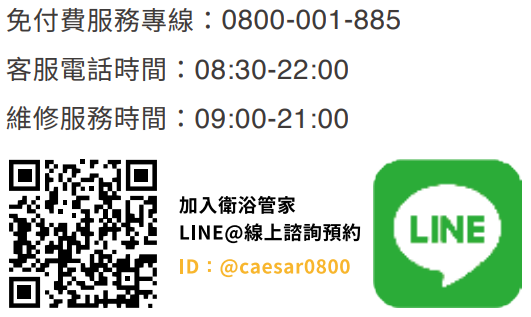 免付費服務專線：0800-001-885
客服電話時間：08:30-22:00
維修服務時間：09:00-21:00
加入衛浴管家
LINE@線上諮詢預約
ID：@caesar0800
LINE